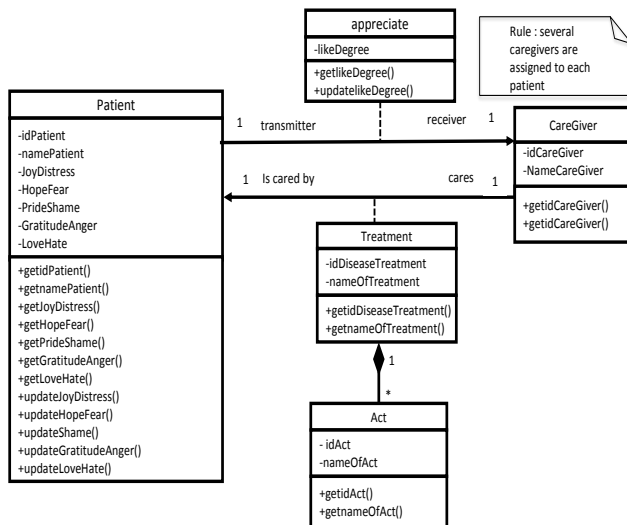 appreciate
-likeDegree
+getlikeDegree()
+updatelikeDegree()
Rule : several
caregivers are
assigned to each
patient
Patient
-idPatient
-namePatient
-JoyDistress
-HopeFear
-PrideShame
-GratitudeAnger
-LoveHate
+getidPatient()
+getnamePatient()
+getJoyDistress()
+getHopeFear()
+getPrideShame()
+getGratitudeAnger()
+getLoveHate()
+updateJoyDistress()
+updateHopeFear()
+updateShame()
+updateGratitudeAnger()
+updateLoveHate()
1 transmitter receiver 1
1 Is cared by cares 1
CareGiver
-idCareGiver
-NameCareGiver
+getidCareGiver()
+getidCareGiver()
Treatment
-idDiseaseTreatment
-nameOfTreatment
+getidDiseaseTreatment()
+getnameOfTreatment()
1
*
Act
- idAct
-nameOfAct
+getidAct()
+getnameOfAct()